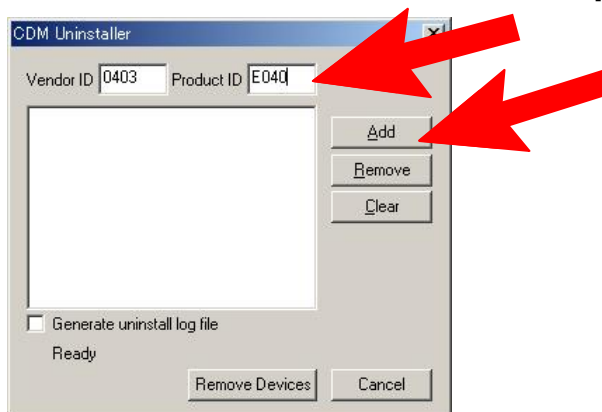 CDM Uninstaller
Vendor ID 0403 Product ID E040
Add
Remove
Clear
Generate uninstall log file
Ready
Remove Devices Cancel